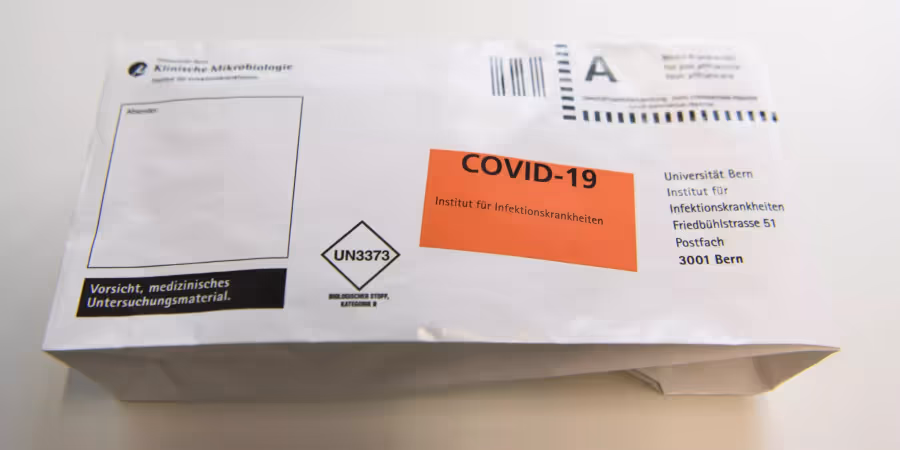 Klinische Mikrobiologie
Absender:
Vorsicht, medizinisches
Untersuchungsmaterial.
UN3373
BIOLOGISCHER STOFF,
KATEGORIE B
COVID-19
Institut für Infektionskrankheiten
A
Universität Bern
Institut für
Infektionskrankheiten
Friedbühlstrasse 51
Postfach
3001 Bern